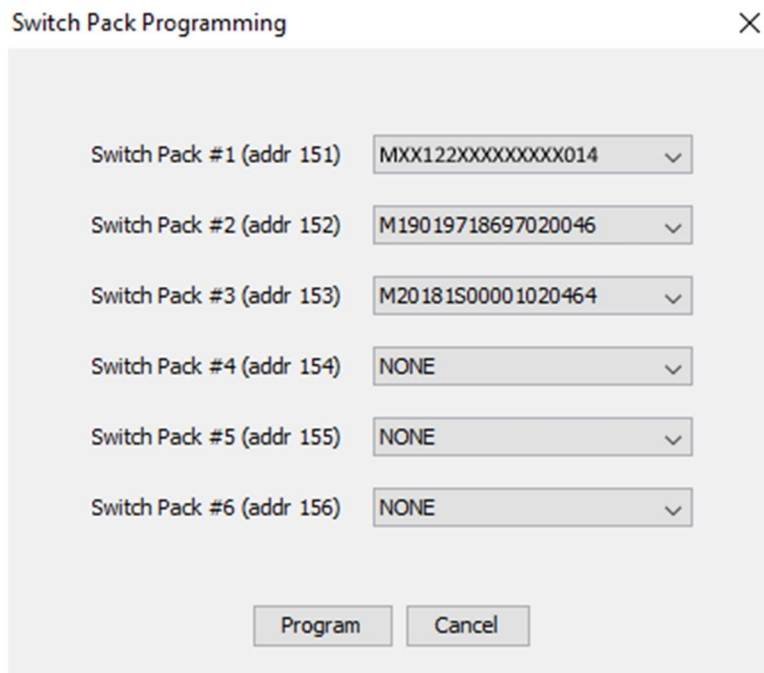 Switch Pack Programming
Switch Pack #1 (addr 151) MXX122XXXXXXXXX014
Switch Pack #2 (addr 152) M19019718697020046
Switch Pack #3 (addr 153) M20181S00001020464
Switch Pack #4 (addr 154) NONE
Switch Pack #5 (addr 155) NONE
Switch Pack #6 (addr 156) NONE
Program Cancel